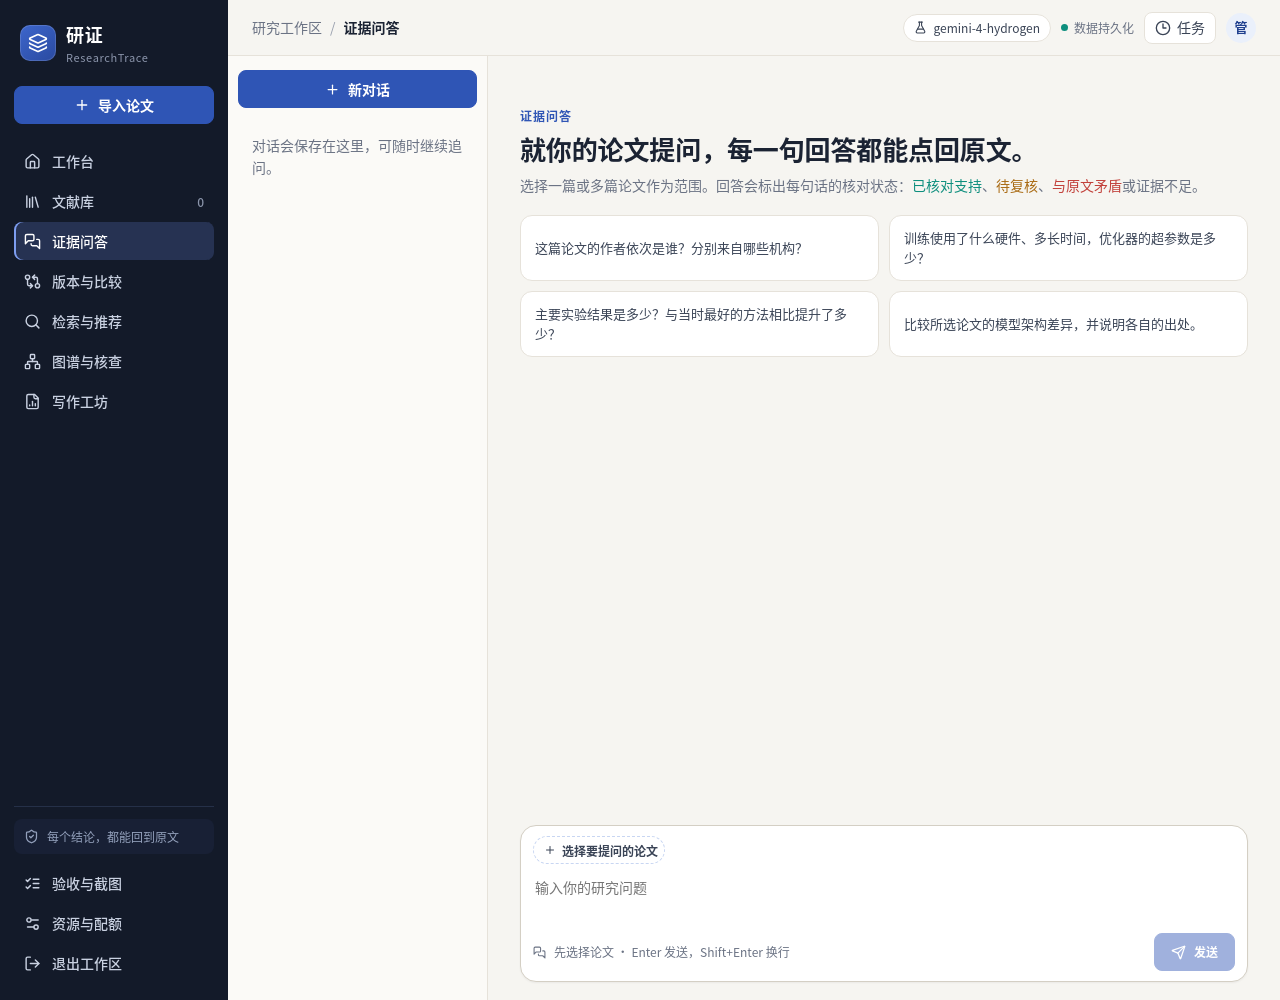 研证
ResearchTrace
导入论文
工作台
文献库 0
证据问答
版本与比较
检索与推荐
图谱与核查
写作工坊
每个结论，都能回到原文
验收与截图
资源与配额
退出工作区
研究工作区 / 证据问答
gemini-4-hydrogen
数据持久化
任务
管
新对话
对话会保存在这里，可随时继续追
问。
证据问答
就你的论文提问，每一句回答都能点回原文。
选择一篇或多篇论文作为范围。回答会标出每句话的核对状态：已核对支持、待复核、与原文矛盾或证据不足。
这篇论文的作者依次是谁？分别来自哪些机构？
训练使用了什么硬件、多长时间，优化器的超参数是多
少？
主要实验结果是多少？与当时最好的方法相比提升了多
少？
比较所选论文的模型架构差异，并说明各自的出处。
选择要提问的论文
输入你的研究问题
先选择论文 · Enter 发送，Shift+Enter 换行
发送